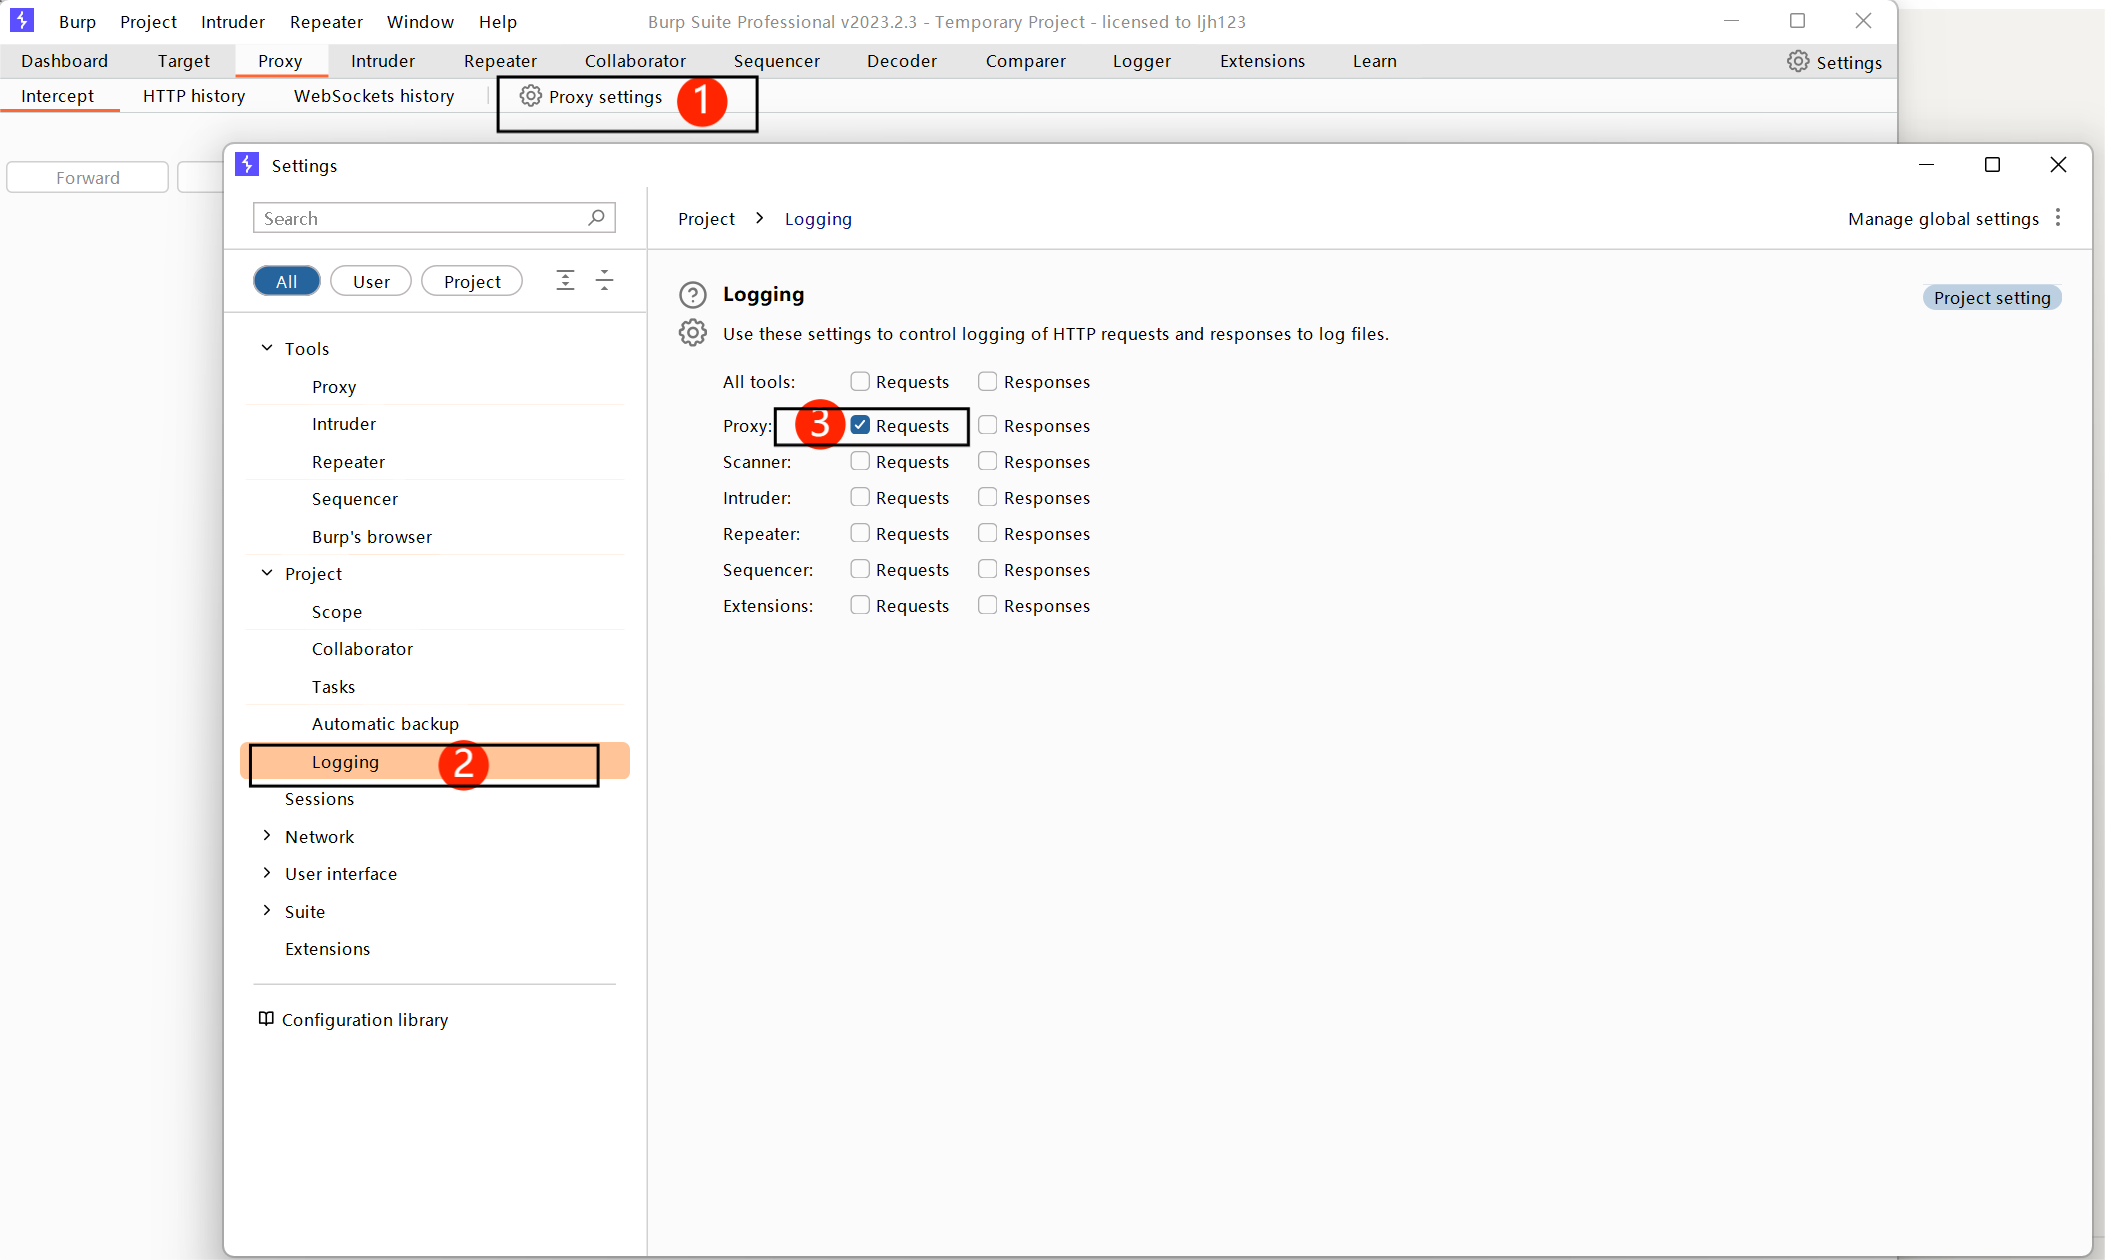 Burp Project Intruder Repeater Window Help Burp Suite Professional v2023.2.3 - Temporary Project - licensed to ljh123
Dashboard Target Proxy Intruder Repeater Collaborator Sequencer Decoder Comparer Logger Extensions Learn Settings
Intercept HTTP history WebSockets history Proxy settings 1
Forward
Settings
Search
Project > Logging Manage global settings
All User Project
Logging Project setting
Use these settings to control logging of HTTP requests and responses to log files.
Tools
Proxy
Intruder
Repeater
Sequencer
Burp's browser
Project
Scope
Collaborator
Tasks
Automatic backup
Logging 2
Sessions
Network
User interface
Suite
Extensions
Configuration library
All tools: Requests Responses
Proxy: 3 Requests Responses
Scanner: Requests Responses
Intruder: Requests Responses
Repeater: Requests Responses
Sequencer: Requests Responses
Extensions: Requests Responses